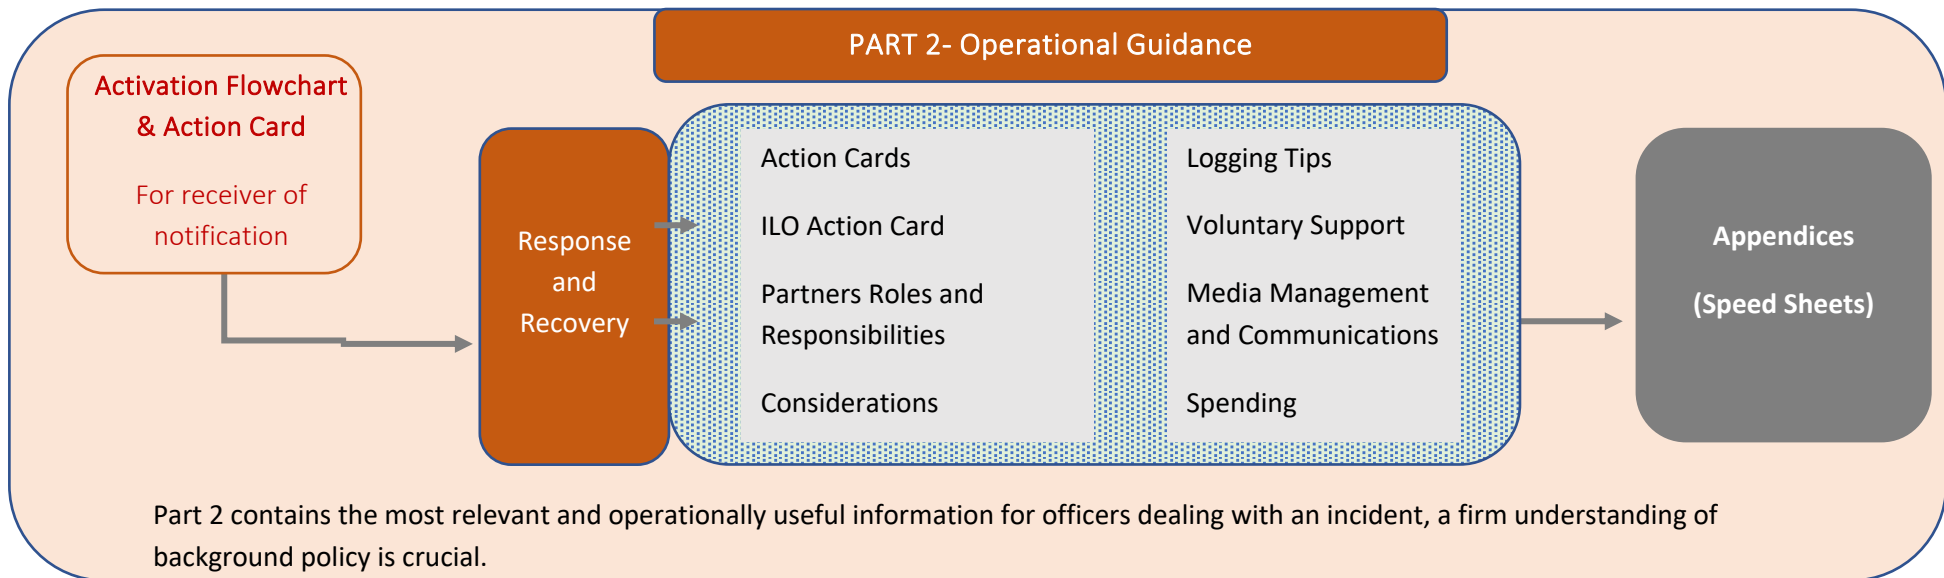 PART 2- Operational Guidance
Activation Flowchart
& Action Card
For receiver of
notification
Response
and
Recovery
Action Cards
ILO Action Card
Partners Roles and
Responsibilities
Considerations
Logging Tips
Voluntary Support
Media Management
and Communications
Spending
Appendices
(Speed Sheets)
Part 2 contains the most relevant and operationally useful information for officers dealing with an incident, a firm understanding of
background policy is crucial.